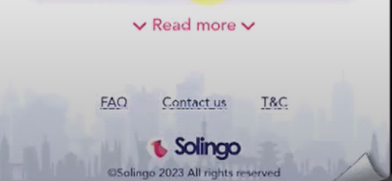 Read more
FAQ Contact us T&C
Solingo
©Solingo 2023 All rights reserved